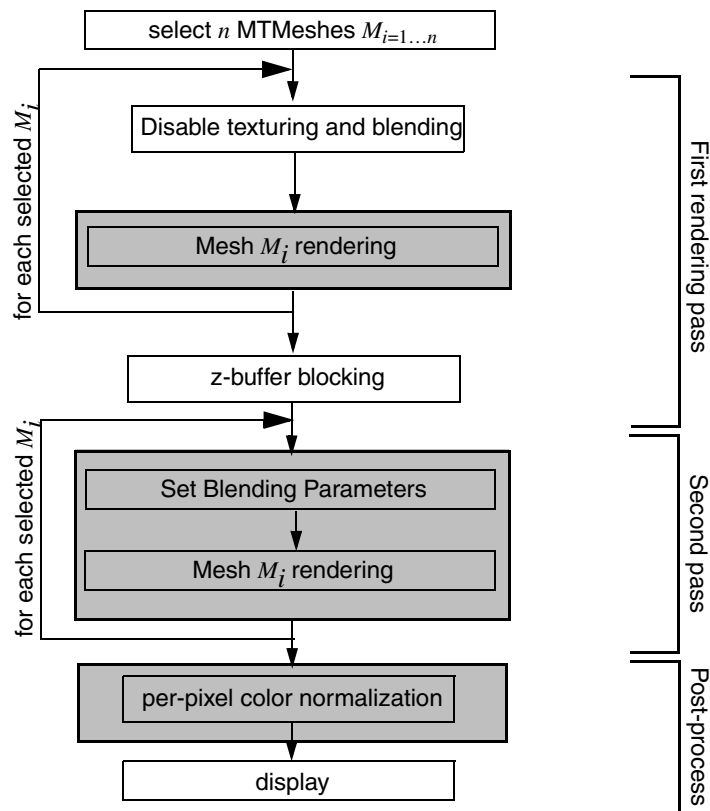 select n MTMeshes M_{i=1…n}
for each selected M_i
Disable texturing and blending
Mesh M_i rendering
First rendering pass
z-buffer blocking
for each selected M_i
Set Blending Parameters
Mesh M_i rendering
Second pass
per-pixel color normalization
display
Post-process